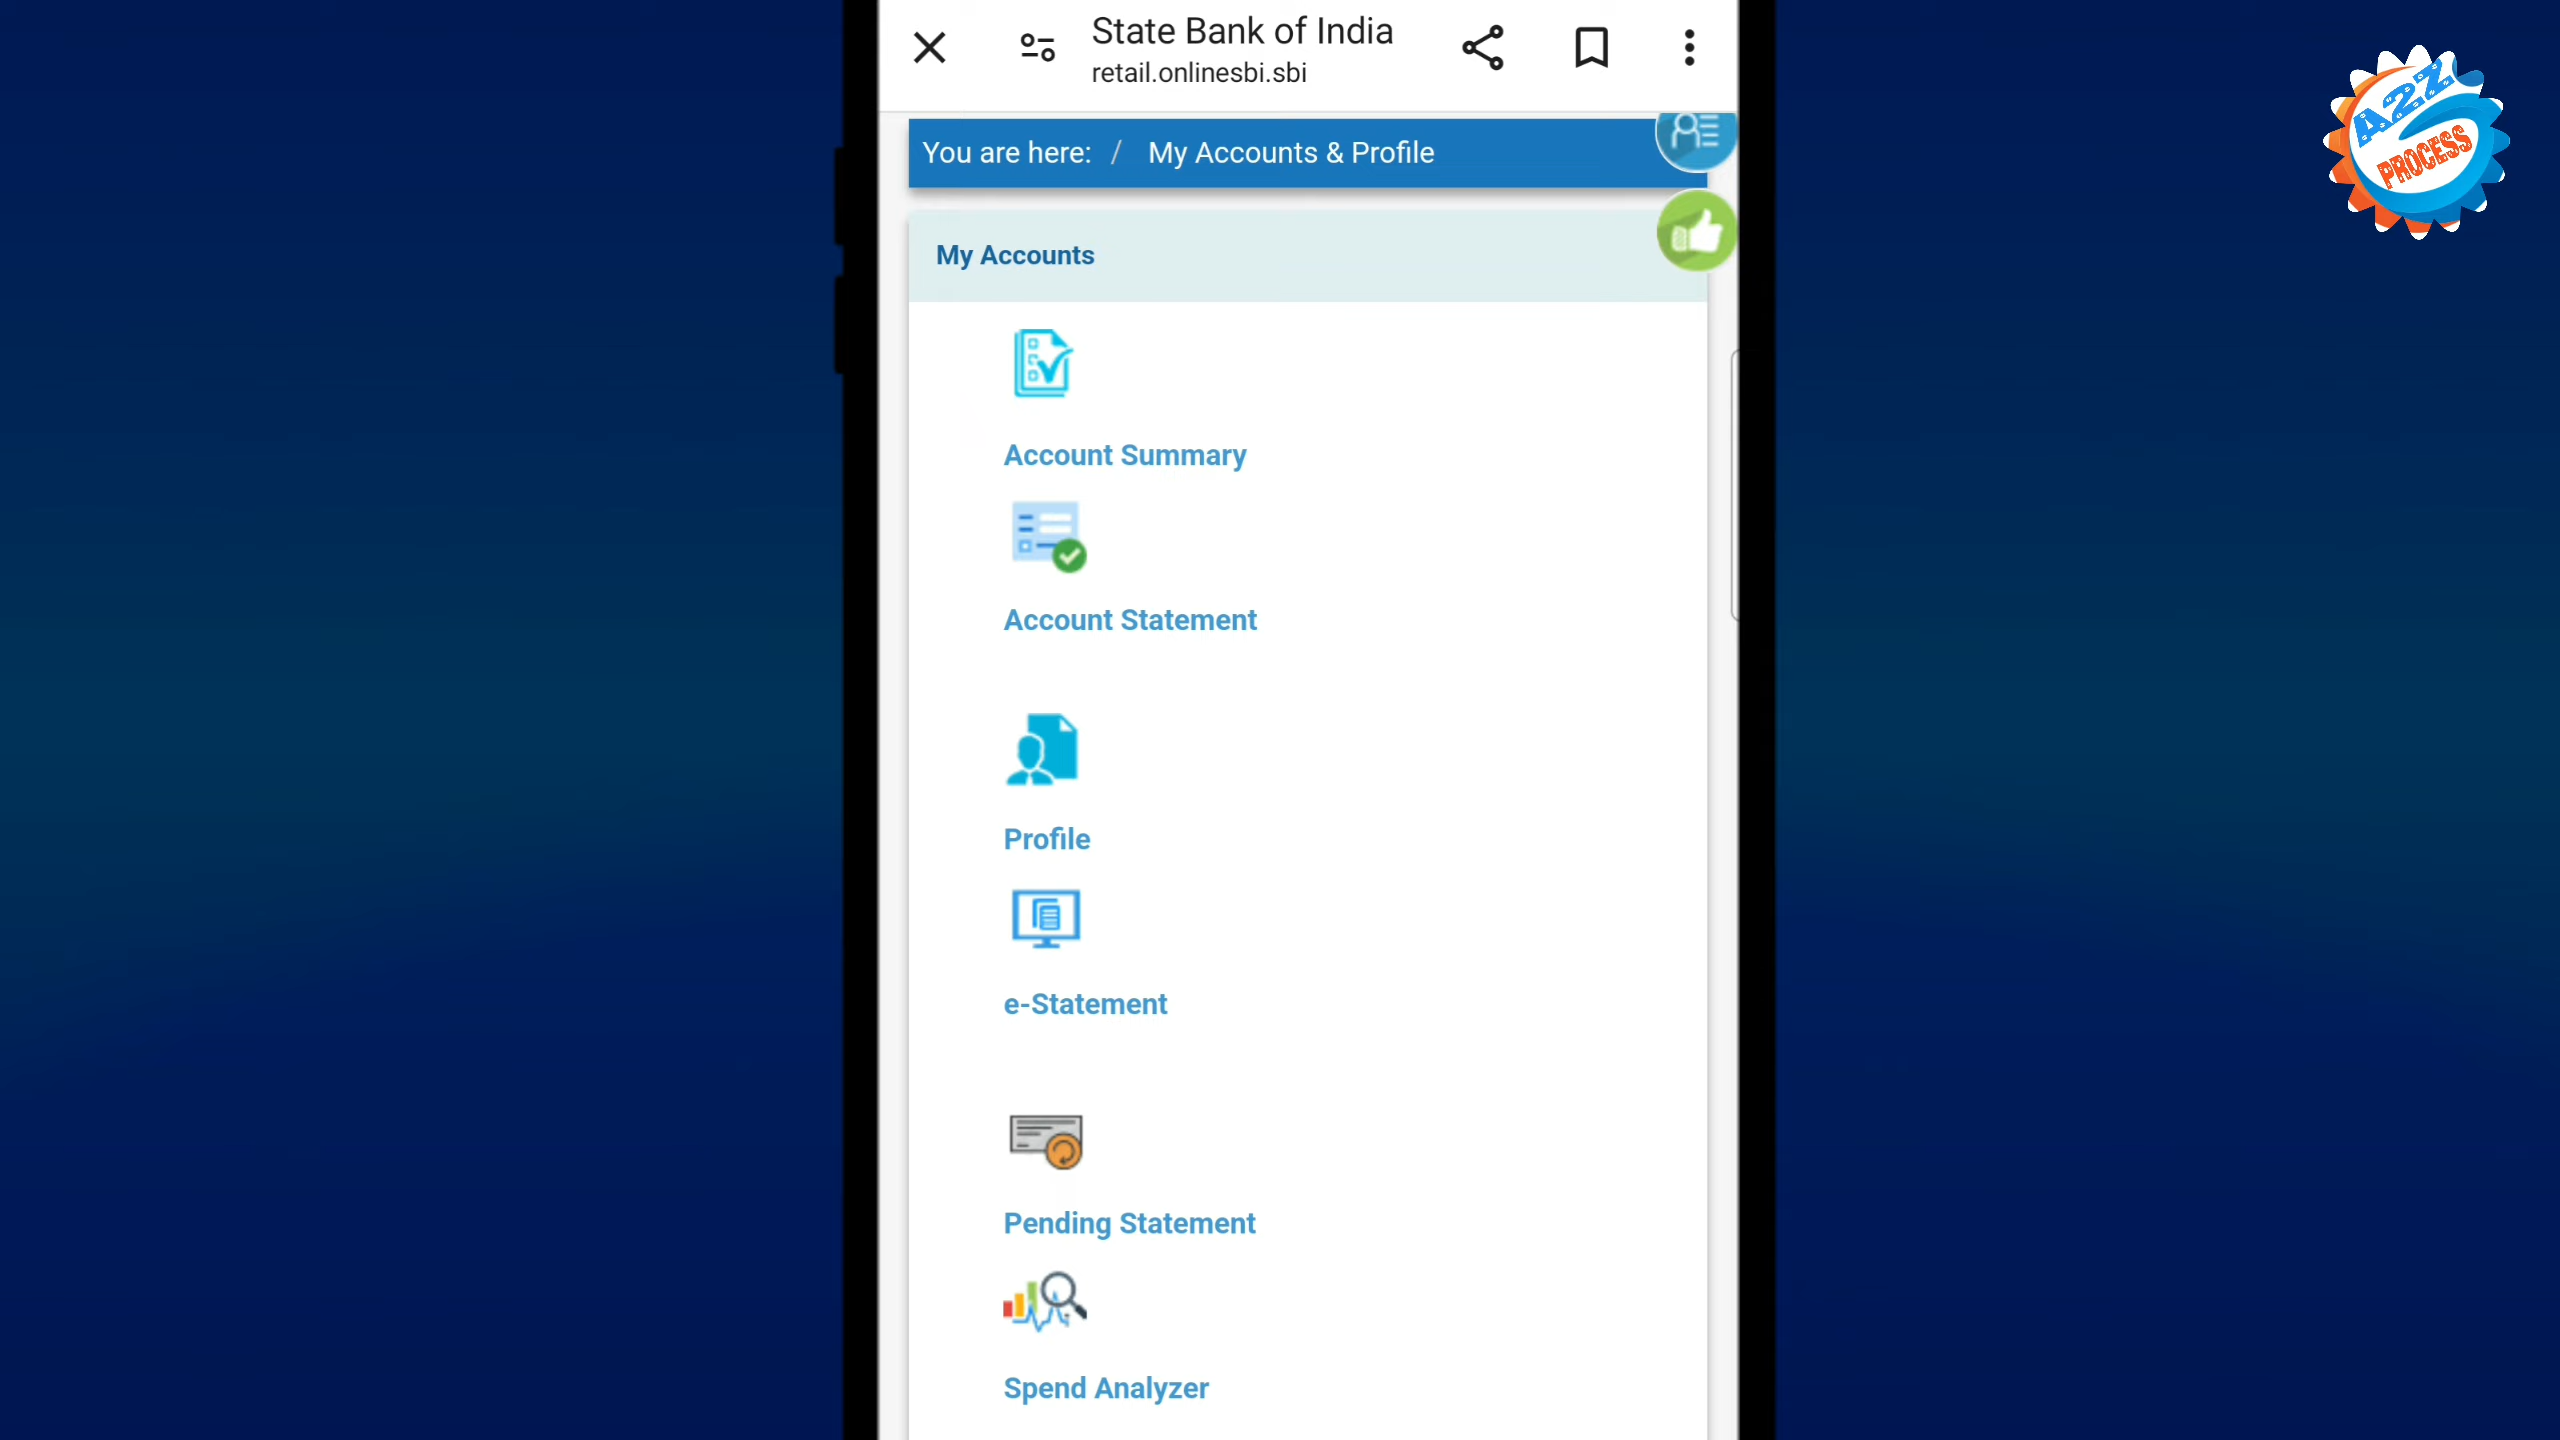 State Bank of India
retail.onlinesbi.sbi
You are here: / My Accounts & Profile
My Accounts
Account Summary
Account Statement
Profile
e-Statement
Pending Statement
Spend Analyzer
A2Z
PROCESS